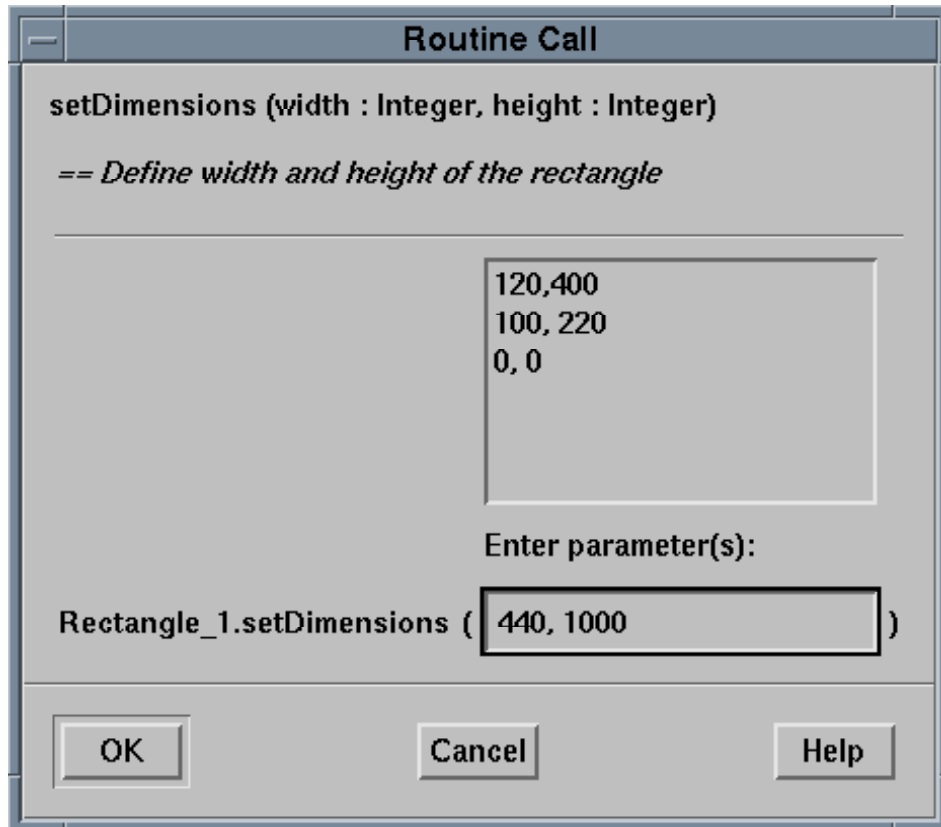 Routine Call
setDimensions (width : Integer, height : Integer)
== Define width and height of the rectangle
120,400
100, 220
0, 0
Enter parameter(s):
Rectangle_1.setDimensions ( 440, 1000 )
OK Cancel Help